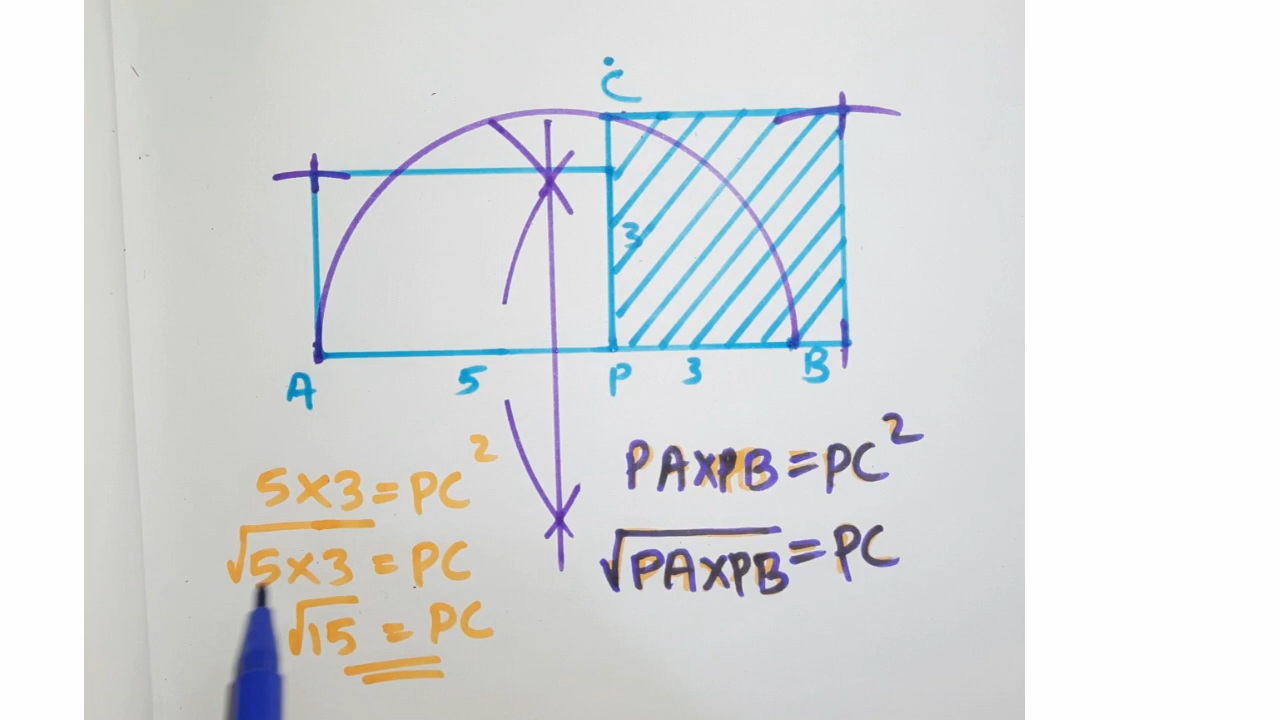 C
3
A 5 P 3 B
5×3=PC²
√5×3=PC
√15=PC
PA×PB=PC²
√PA×PB=PC